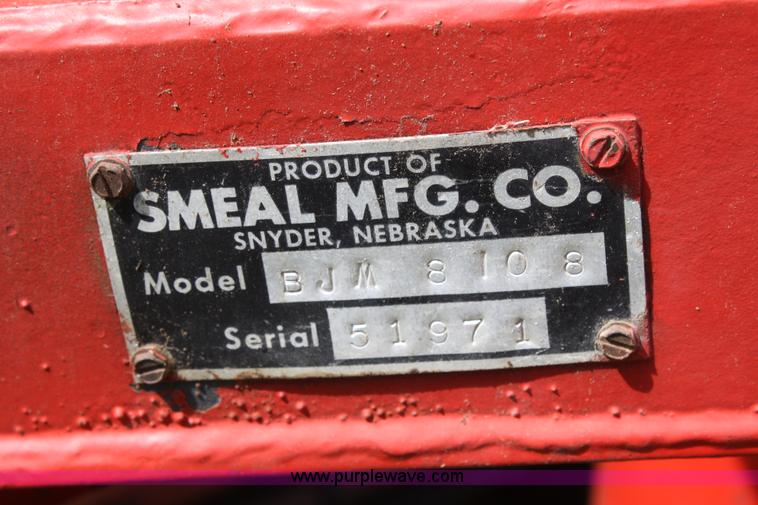 PRODUCT OF
SMEAL MFG. CO.
SNYDER, NEBRASKA
Model BJM 8108
Serial 51971
www.purplewave.com